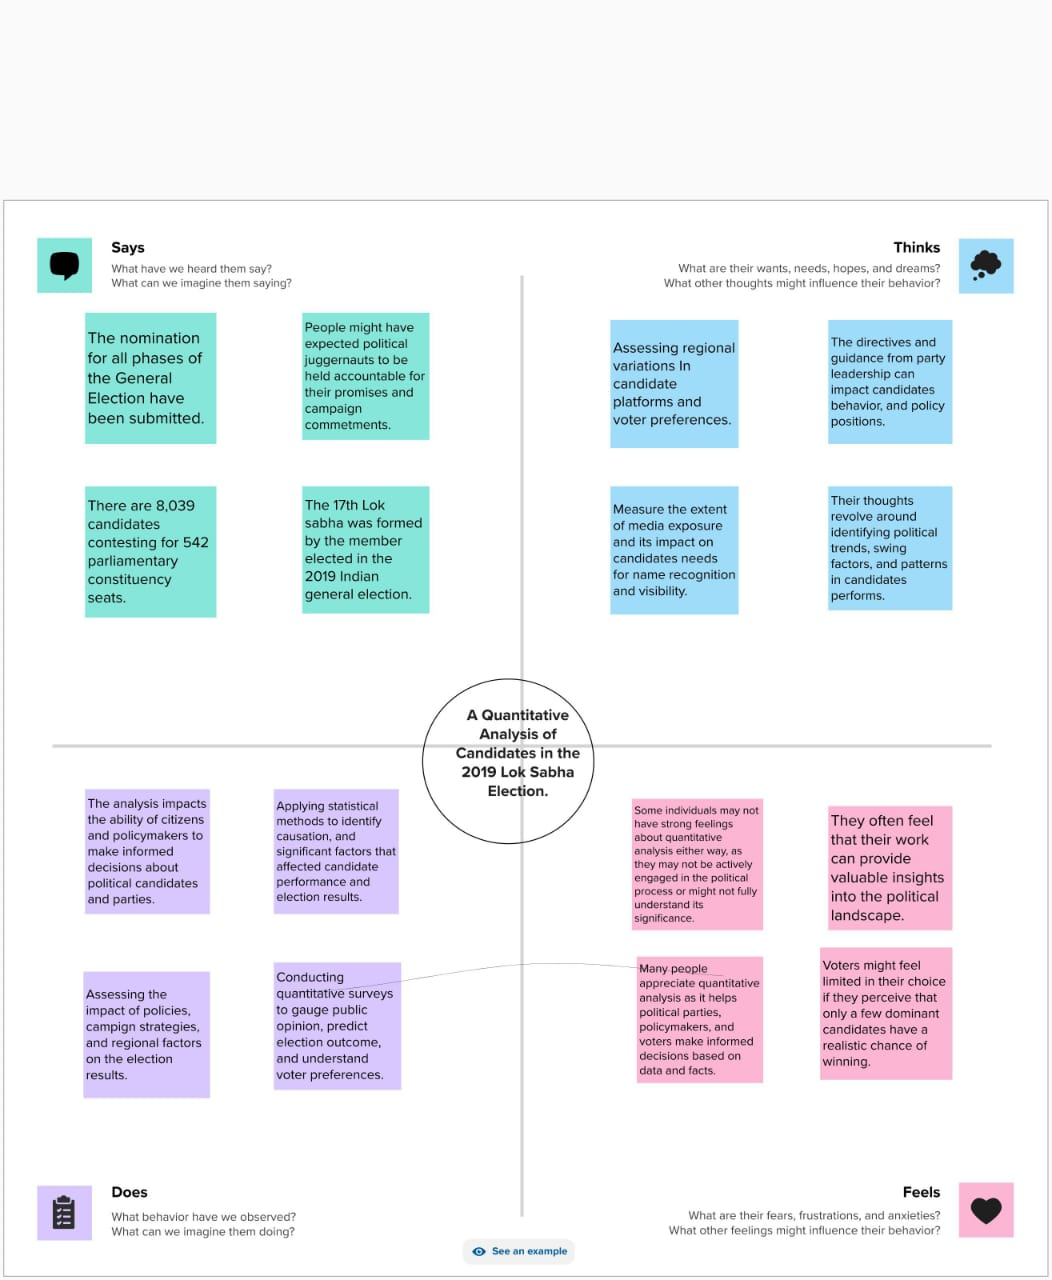 Says
What have we heard them say?
What can we imagine them saying?
The nomination
for all phases of
the General
Election have
been submitted.
People might have
expected political
juggernauts to be
held accountable for
their promises and
campaign
commetments.
There are 8,039
candidates
contesting for 542
parliamentary
constituency
seats.
The 17th Lok
sabha was formed
by the member
elected in the
2019 Indian
general election.
Thinks
What are their wants, needs, hopes, and dreams?
What other thoughts might influence their behavior?
Assessing regional
variations In
candidate
platforms and
voter preferences.
The directives and
guidance from party
leadership can
impact candidates
behavior, and policy
positions.
Measure the extent
of media exposure
and its impact on
candidates needs
for name recognition
and visibility.
Their thoughts
revolve around
identifying political
trends, swing
factors, and patterns
in candidates
performs.
A Quantitative
Analysis of
Candidates in the
2019 Lok Sabha
Election.
The analysis impacts
the ability of citizens
and policymakers to
make informed
decisions about
political candidates
and parties.
Applying statistical
methods to identify
causation, and
significant factors that
affected candidate
performance and
election results.
Assessing the
impact of policies,
campign strategies,
and regional factors
on the election
results.
Conducting
quantitative surveys
to gauge public
opinion, predict
election outcome,
and understand
voter preferences.
Does
What behavior have we observed?
What can we imagine them doing?
Some individuals may not
have strong feelings
about quantitative
analysis either way, as
they may not be actively
engaged in the political
process or might not fully
understand its
significance.
They often feel
that their work
can provide
valuable insights
into the political
landscape.
Many people
appreciate quantitative
analysis as it helps
political parties,
policymakers, and
voters make informed
decisions based on
data and facts.
Voters might feel
limited in their choice
if they perceive that
only a few dominant
candidates have a
realistic chance of
winning.
Feels
What are their fears, frustrations, and anxieties?
What other feelings might influence their behavior?
See an example